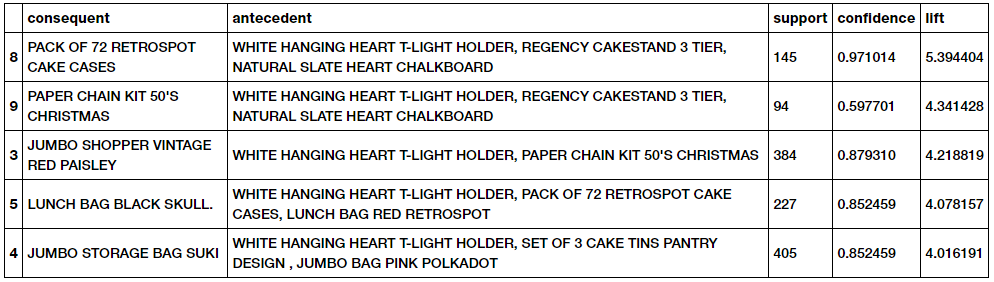 consequent antecedent support confidence lift
8 PACK OF 72 RETROSPOT CAKE CASES WHITE HANGING HEART T-LIGHT HOLDER, REGENCY CAKESTAND 3 TIER, NATURAL SLATE HEART CHALKBOARD 145 0.971014 5.394404
9 PAPER CHAIN KIT 50'S CHRISTMAS WHITE HANGING HEART T-LIGHT HOLDER, REGENCY CAKESTAND 3 TIER, NATURAL SLATE HEART CHALKBOARD 94 0.597701 4.341428
3 JUMBO SHOPPER VINTAGE RED PAISLEY WHITE HANGING HEART T-LIGHT HOLDER, PAPER CHAIN KIT 50'S CHRISTMAS 384 0.879310 4.218819
5 LUNCH BAG BLACK SKULL. WHITE HANGING HEART T-LIGHT HOLDER, PACK OF 72 RETROSPOT CAKE CASES, LUNCH BAG RED RETROSPOT 227 0.852459 4.078157
4 JUMBO STORAGE BAG SUKI WHITE HANGING HEART T-LIGHT HOLDER, SET OF 3 CAKE TINS PANTRY DESIGN , JUMBO BAG PINK POLKADOT 405 0.852459 4.016191